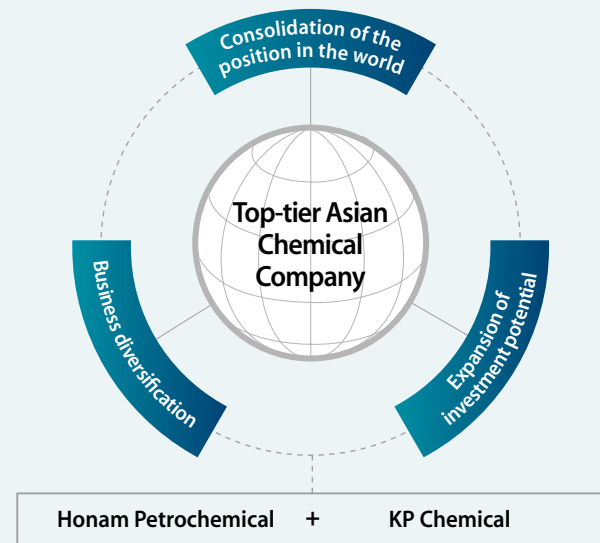 Consolidation of the
position in the world
Top-tier Asian
Chemical
Company
Business diversification
Expansion of
investment potential
Honam Petrochemical + KP Chemical